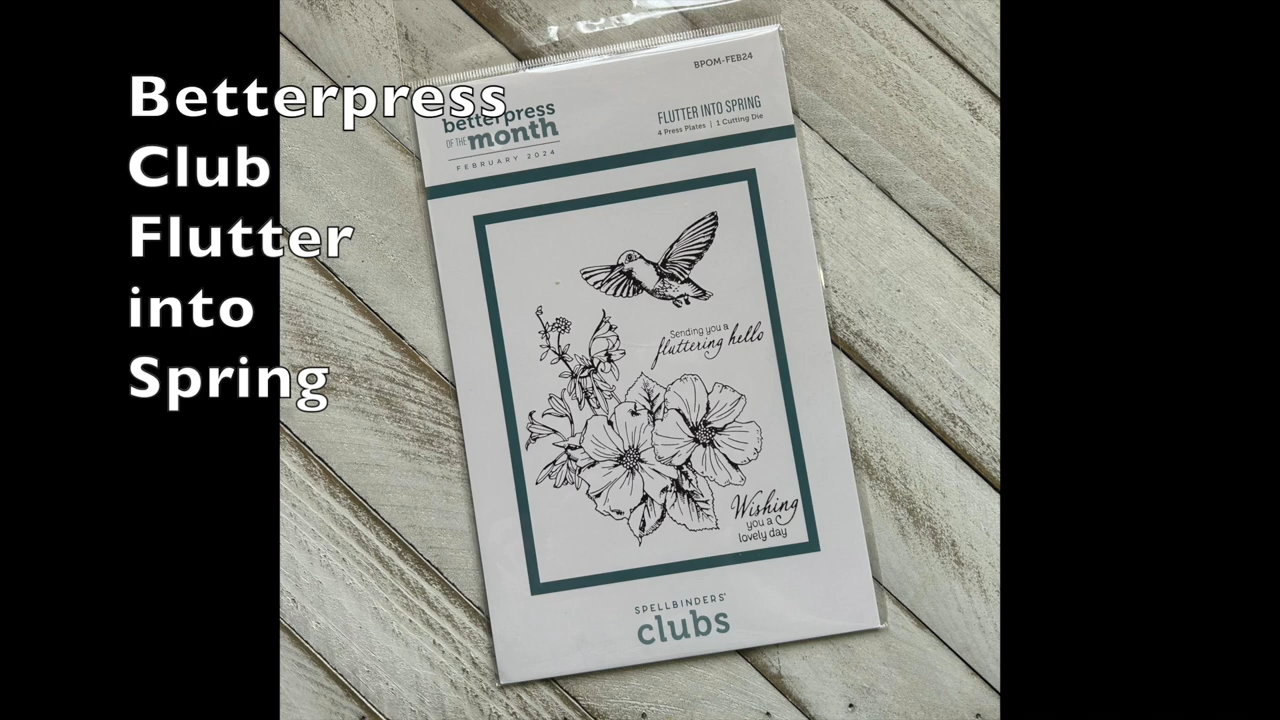 Betterpress
Club
Flutter
into
Spring
BPOM-FEB24
betterpress
OF THE month
FEBRUARY 2024
FLUTTER INTO SPRING
4 Press Plates | 1 Cutting Die
Sending you a
fluttering hello
Wishing
you a
lovely day
SPELLBINDERS®
clubs